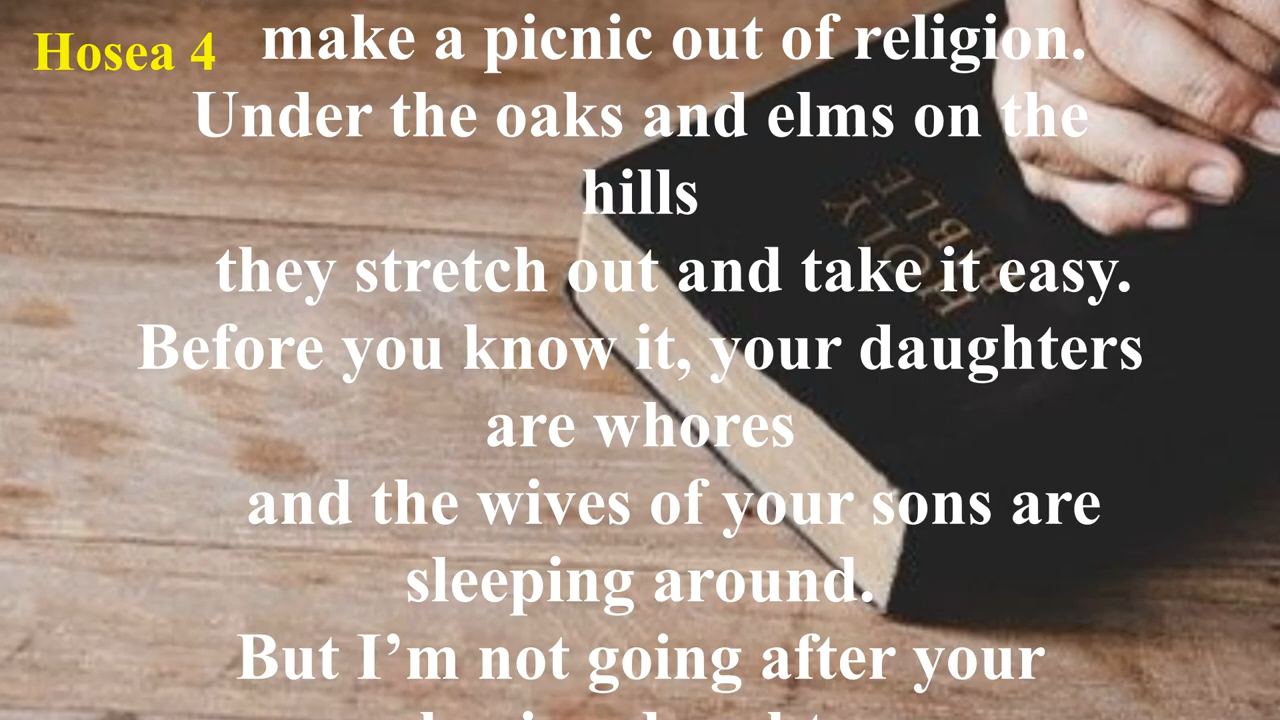 Hosea 4
make a picnic out of religion.
Under the oaks and elms on the
hills
they stretch out and take it easy.
Before you know it, your daughters
are whores
and the wives of your sons are
sleeping around.
But I’m not going after your
HOLY
BIBLE